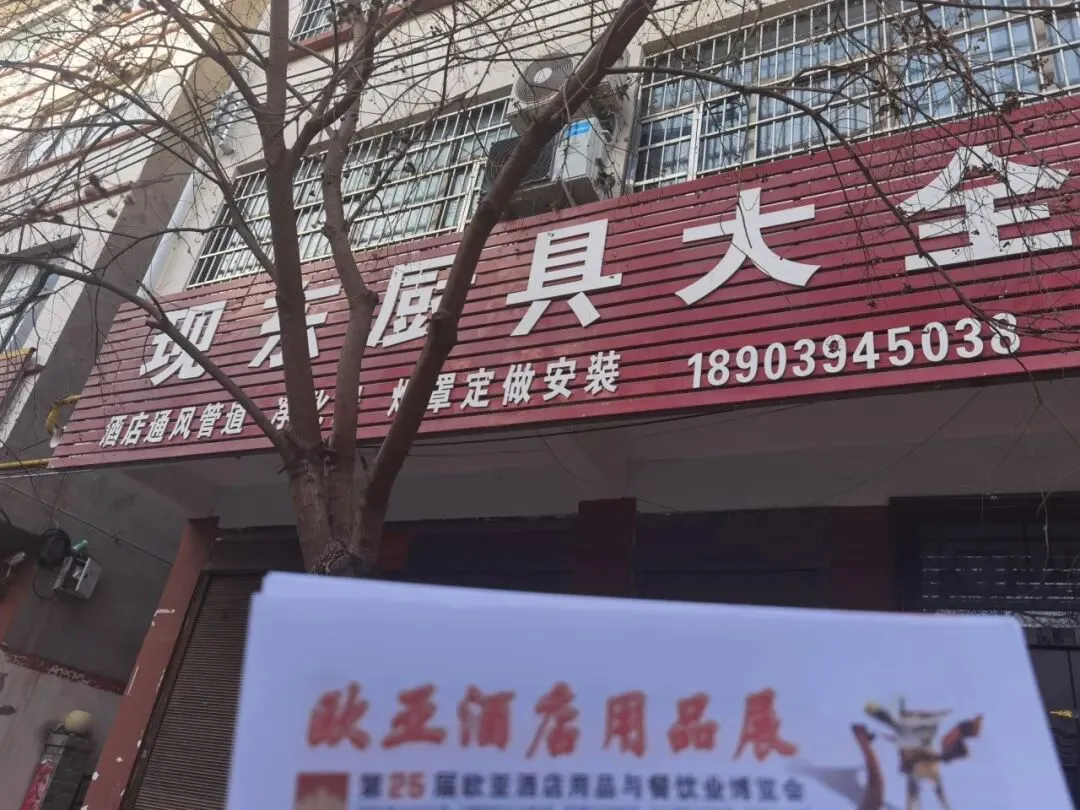 现东厨具大全
酒店通风管道 净化 烟罩定做安装 18903945038
欧亚酒店用品展
第25届欧亚酒店用品与餐饮业博览会